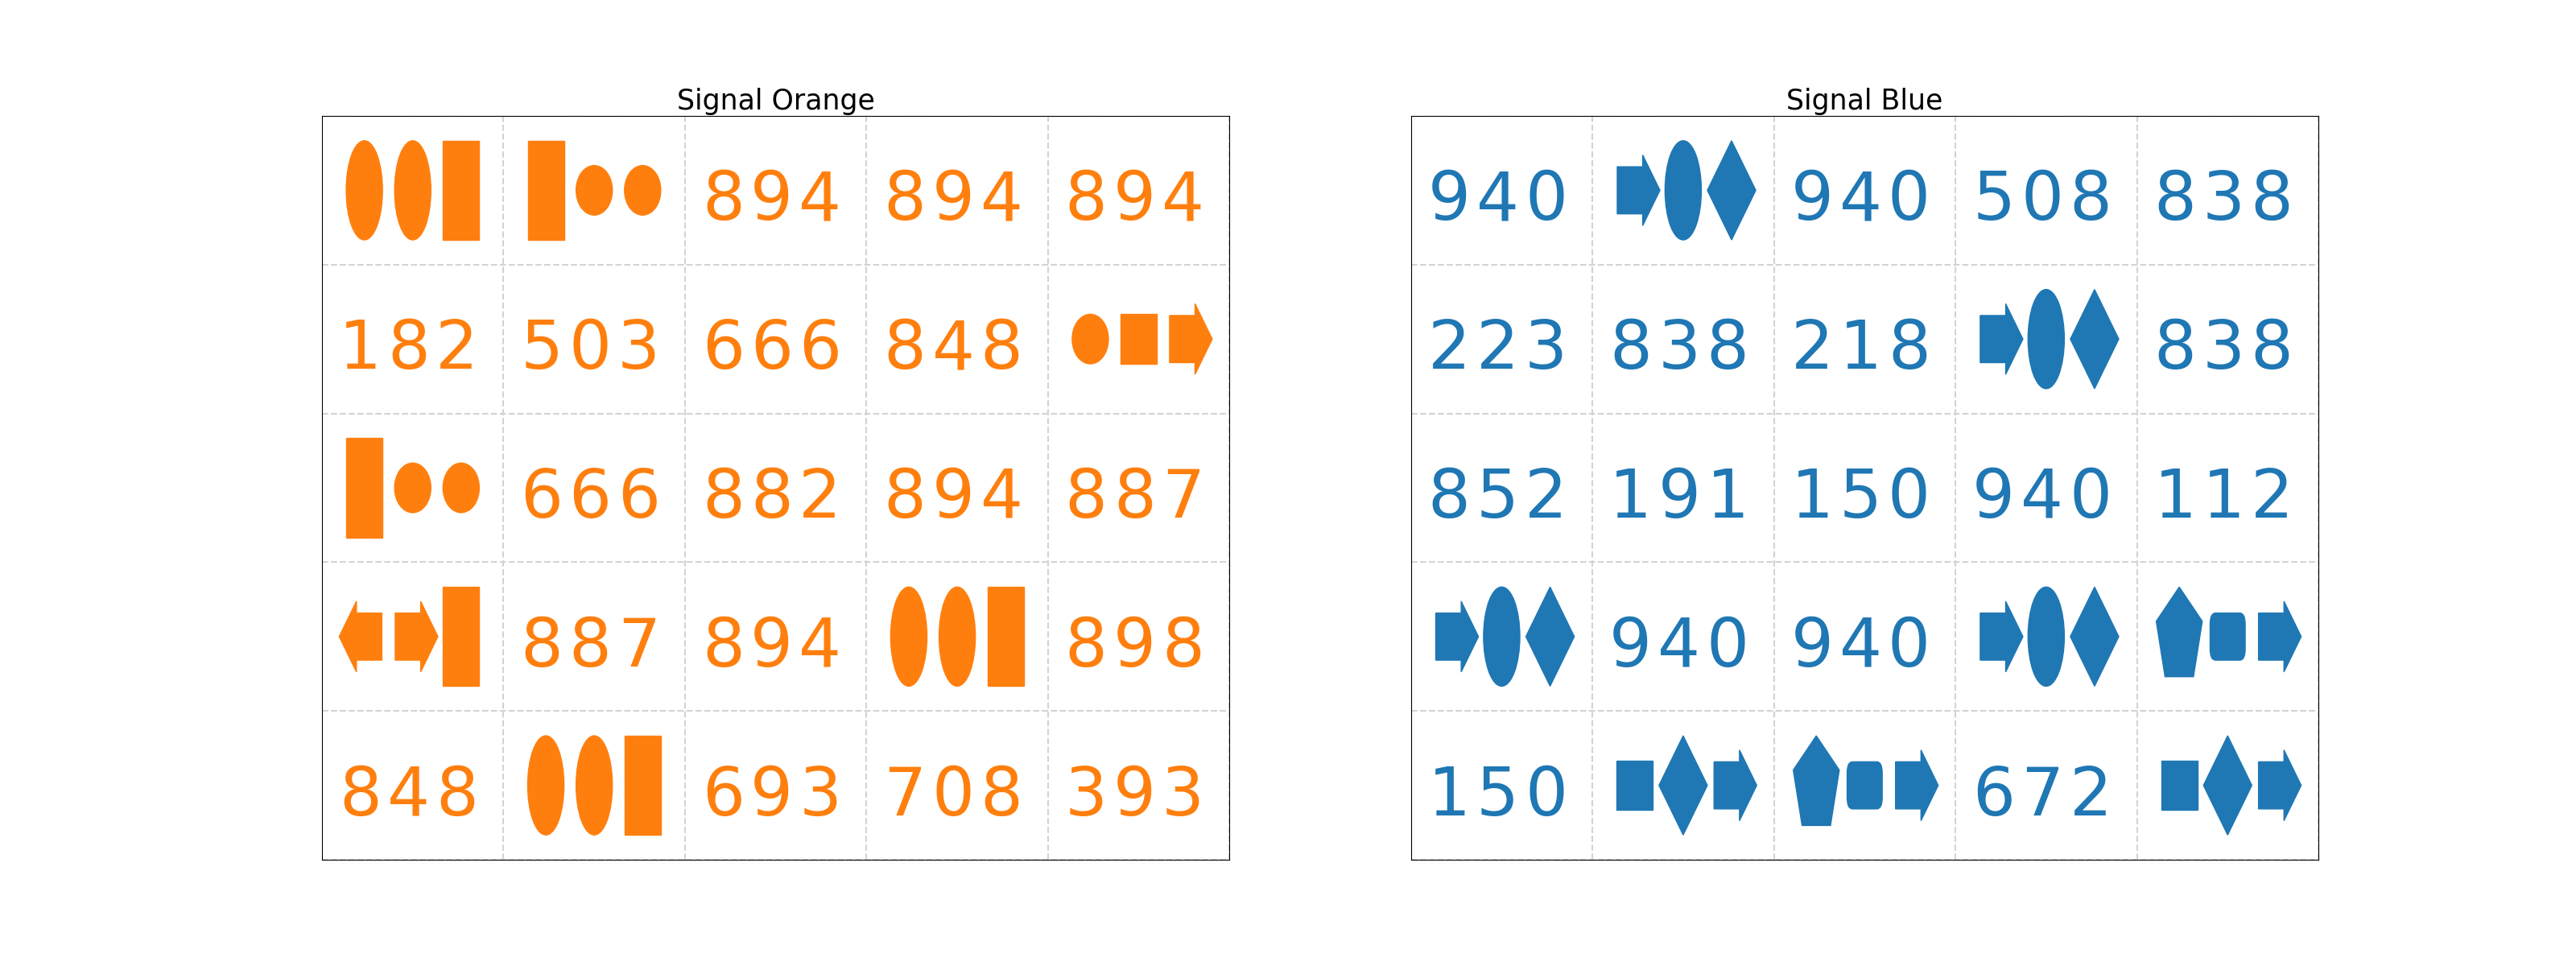 Signal Orange
894 894 894
182 503 666 848
666 882 894 887
887 894 898
848 693 708 393
Signal Blue
940 940 508 838
223 838 218 838
852 191 150 940 112
940 940
150 672